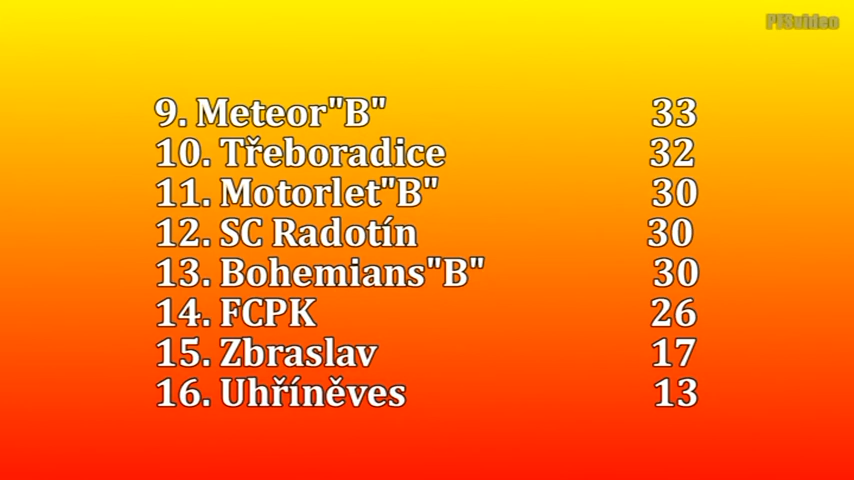 PFSvideo
9. Meteor"B" 33
10. Třeboradice 32
11. Motorlet"B" 30
12. SC Radotín 30
13. Bohemians"B" 30
14. FCPK 26
15. Zbraslav 17
16. Uhříněves 13